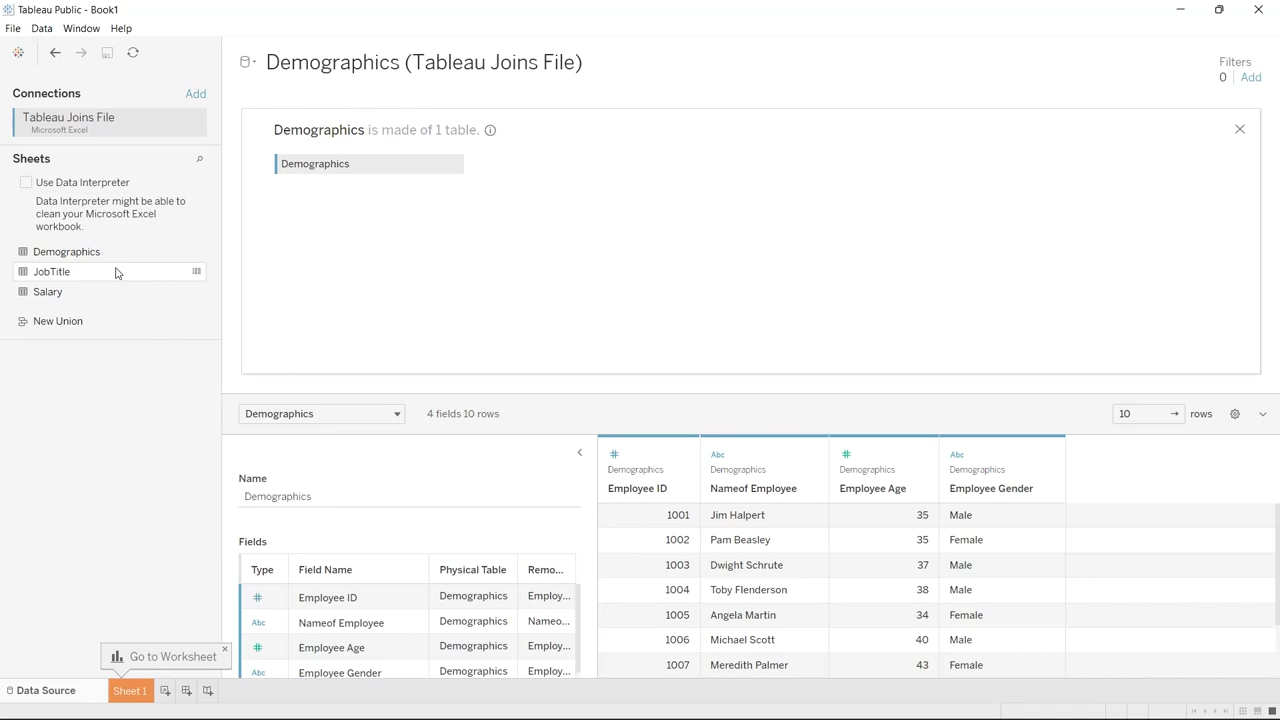 Tableau Public - Book1
File Data Window Help
Demographics (Tableau Joins File)
Filters
0 Add
Connections Add
Tableau Joins File
Microsoft Excel
Sheets
Use Data Interpreter
Data Interpreter might be able to
clean your Microsoft Excel
workbook.
Demographics
JobTitle
Salary
New Union
Demographics is made of 1 table.
Demographics
Demographics 4 fields 10 rows 10 rows
Name
Demographics
Fields
Type Field Name Physical Table Remo...
# Employee ID Demographics Employ...
Abc Nameof Employee Demographics Nameo...
# Employee Age Demographics Employ...
Abc Employee Gender Demographics Employ...
# Abc # Abc
Demographics Demographics Demographics Demographics
Employee ID Nameof Employee Employee Age Employee Gender
1001 Jim Halpert 35 Male
1002 Pam Beasley 35 Female
1003 Dwight Schrute 37 Male
1004 Toby Flenderson 38 Male
1005 Angela Martin 34 Female
1006 Michael Scott 40 Male
1007 Meredith Palmer 43 Female
Go to Worksheet
Data Source Sheet 1